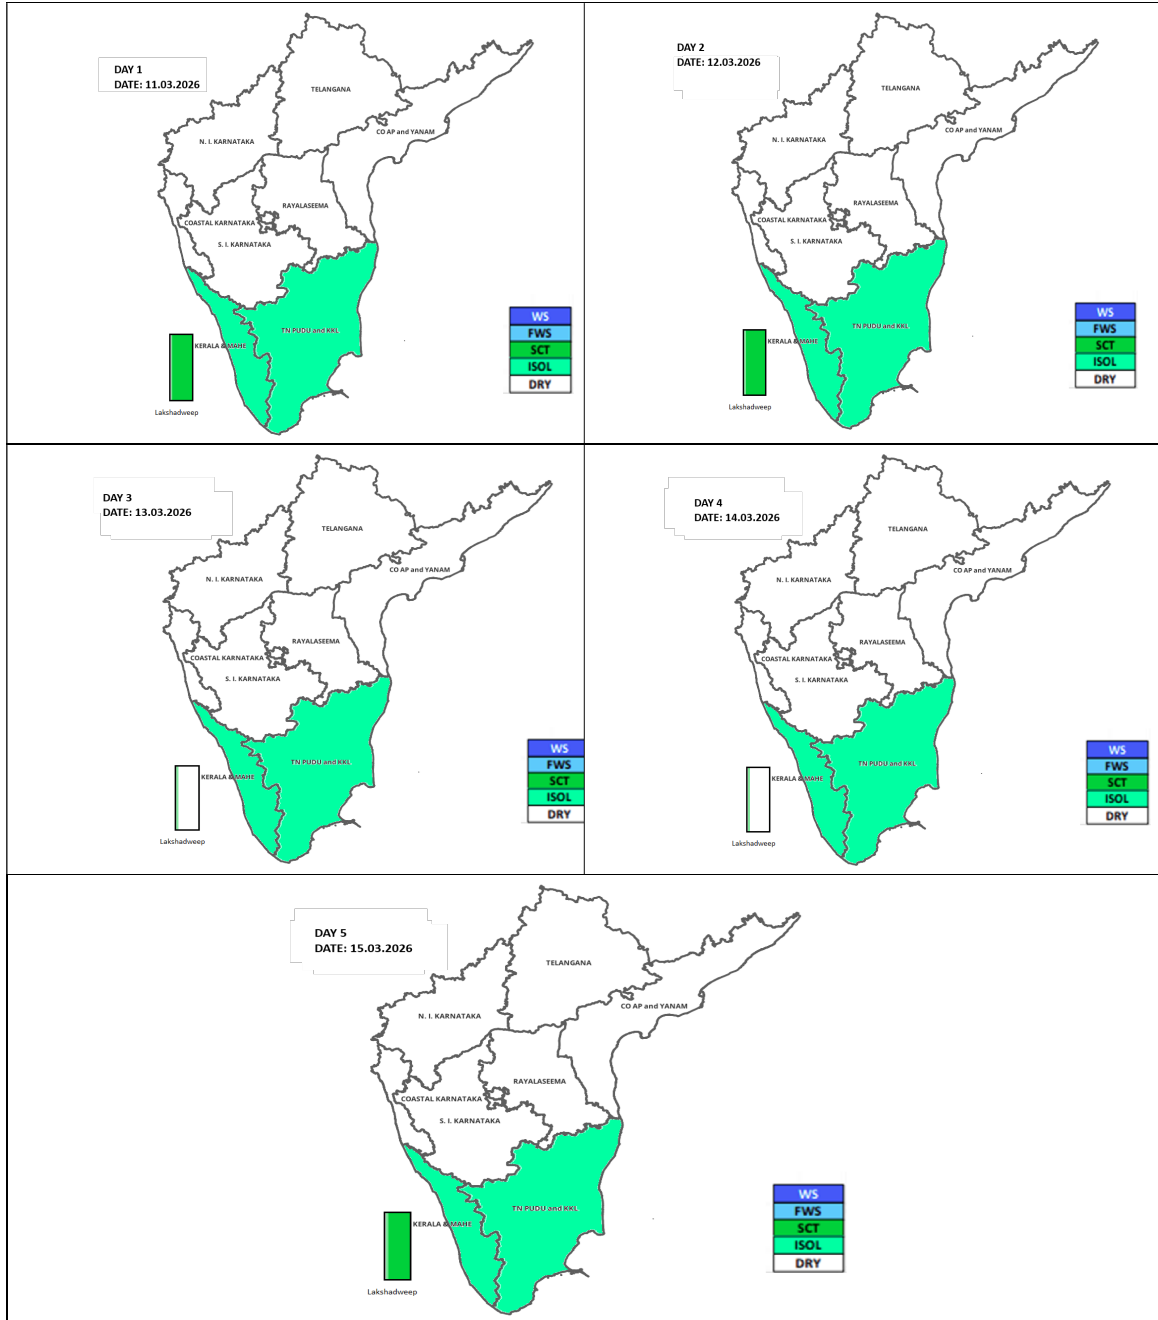 DAY 1
DATE: 11.03.2026
TELANGANA
CO AP and YANAM
N. I. KARNATAKA
RAYALASEEMA
COASTAL KARNATAKA
S. I. KARNATAKA
TN PUDU and KKL
KERALA & MAHE
Lakshadweep
WS
FWS
SCT
ISOL
DRY
DAY 2
DATE: 12.03.2026
TELANGANA
CO AP and YANAM
N. I. KARNATAKA
RAYALASEEMA
COASTAL KARNATAKA
S. I. KARNATAKA
TN PUDU and KKL
KERALA & MAHE
Lakshadweep
WS
FWS
SCT
ISOL
DRY
DAY 3
DATE: 13.03.2026
TELANGANA
CO AP and YANAM
N. I. KARNATAKA
RAYALASEEMA
COASTAL KARNATAKA
S. I. KARNATAKA
TN PUDU and KKL
KERALA & MAHE
Lakshadweep
WS
FWS
SCT
ISOL
DRY
DAY 4
DATE: 14.03.2026
TELANGANA
CO AP and YANAM
N. I. KARNATAKA
RAYALASEEMA
COASTAL KARNATAKA
S. I. KARNATAKA
TN PUDU and KKL
KERALA & MAHE
Lakshadweep
WS
FWS
SCT
ISOL
DRY
DAY 5
DATE: 15.03.2026
TELANGANA
CO AP and YANAM
N. I. KARNATAKA
RAYALASEEMA
COASTAL KARNATAKA
S. I. KARNATAKA
TN PUDU and KKL
KERALA & MAHE
Lakshadweep
WS
FWS
SCT
ISOL
DRY